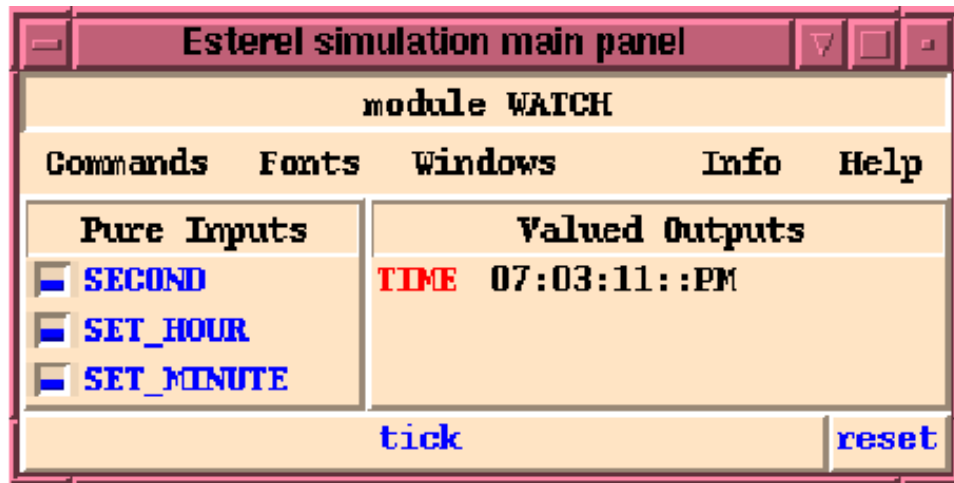 Esterel simulation main panel
module WATCH
Commands Fonts Windows Info Help
Pure Inputs
SECOND
SET_HOUR
SET_MINUTE
Valued Outputs
TIME 07:03:11::PM
tick
reset